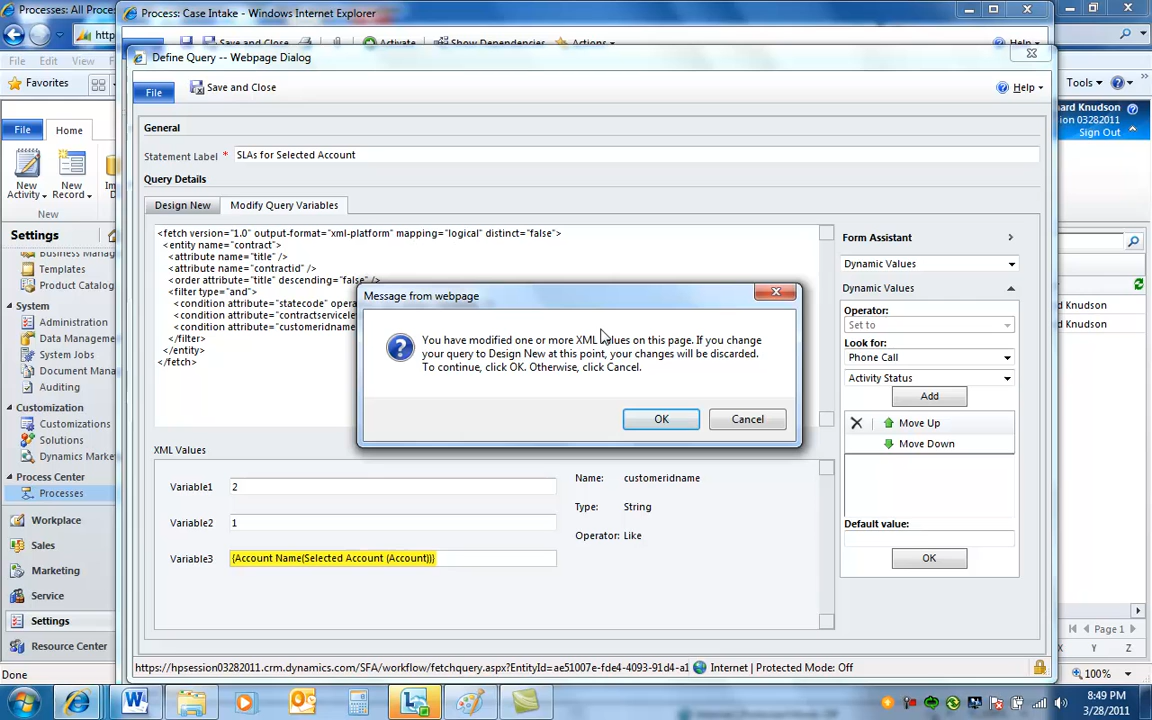 Processes: All Proce
Process: Case Intake - Windows Internet Explorer
http
Save and Close
Activate
Show Dependencies
Actions
Help
Define Query -- Webpage Dialog
File Edit View
Favorites
Tools
File
Save and Close
Help
hard Knudson
sion 03282011
Sign Out
File Home
General
Statement Label * SLAs for Selected Account
Query Details
Design New
Modify Query Variables
New Activity
New Record
Im
D
New
Settings
Business Manag
Templates
Product Catalog
System
Administration
Data Manageme
System Jobs
Document Mana
Auditing
Customization
Customizations
Solutions
Dynamics Marke
Process Center
Processes
Workplace
Sales
Marketing
Service
Settings
Resource Center
<fetch version="1.0" output-format="xml-platform" mapping="logical" distinct="false">
<entity name="contract">
<attribute name="title" />
<attribute name="contractid" />
<order attribute="title" descending="false" />
<filter type="and">
<condition attribute="statecode" opera
<condition attribute="contractservicele
<condition attribute="customeridname
</filter>
</entity>
</fetch>
Message from webpage
You have modified one or more XML values on this page. If you change
your query to Design New at this point, your changes will be discarded.
To continue, click OK. Otherwise, click Cancel.
OK
Cancel
XML Values
Variable1 2
Variable2 1
Variable3 {Account Name(Selected Account (Account))}
Name: customeridname
Type: String
Operator: Like
Form Assistant
Dynamic Values
Dynamic Values
Operator:
Set to
Look for:
Phone Call
Activity Status
Add
Move Up
Move Down
Default value:
OK
d Knudson
d Knudson
Page 1
X Y Z
https://hpsession03282011.crm.dynamics.com/SFA/workflow/fetchquery.aspx?EntityId=ae51007e-fde4-4093-91d4-a1
Internet | Protected Mode: Off
Done
100%
8:49 PM
3/28/2011